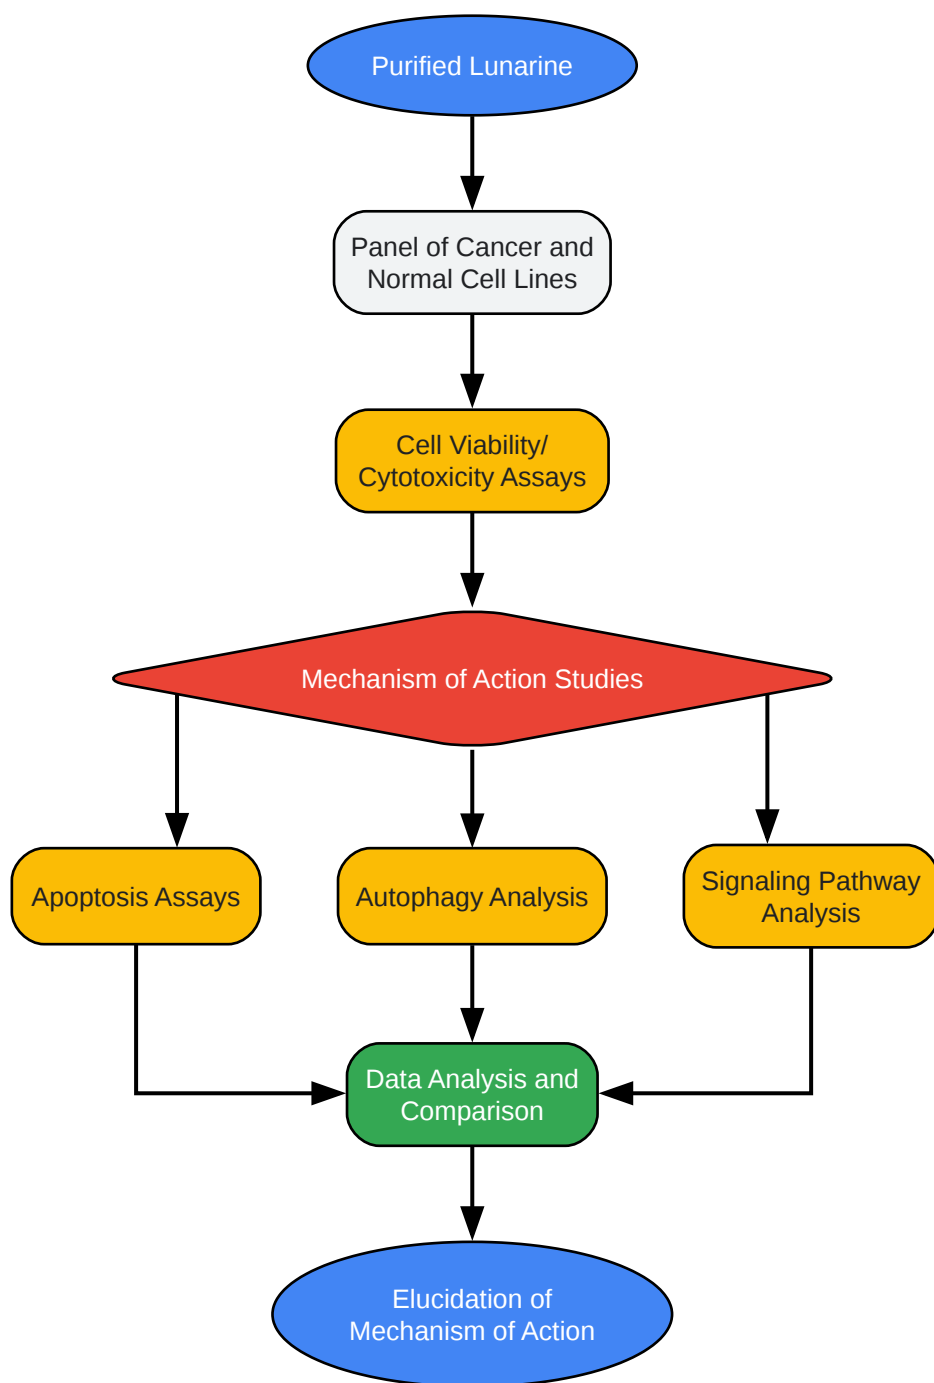 Purified Lunarine
Panel of Cancer and
Normal Cell Lines
Cell Viability/
Cytotoxicity Assays
Mechanism of Action Studies
Apoptosis Assays
Autophagy Analysis
Signaling Pathway
Analysis
Data Analysis and
Comparison
Elucidation of
Mechanism of Action